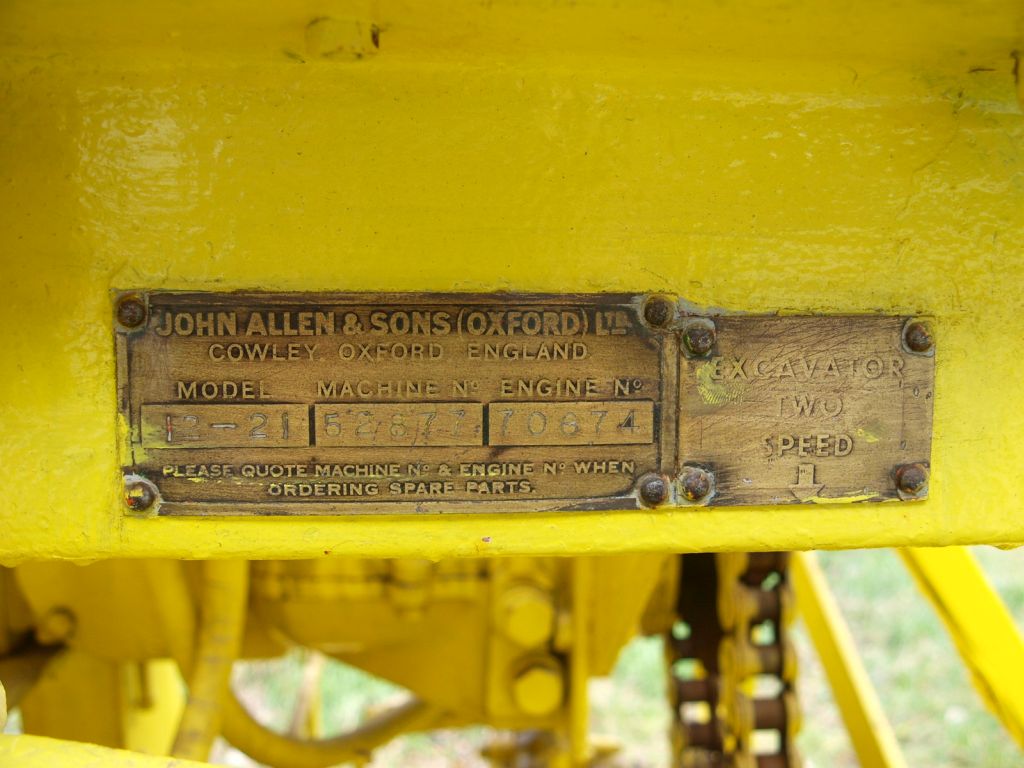 JOHN ALLEN & SONS (OXFORD) LTD
COWLEY, OXFORD ENGLAND.
MODEL MACHINE Nº ENGINE Nº
12-21 52877 70674
PLEASE QUOTE MACHINE Nº & ENGINE Nº WHEN
ORDERING SPARE PARTS.
EXCAVATOR
TWO
SPEED